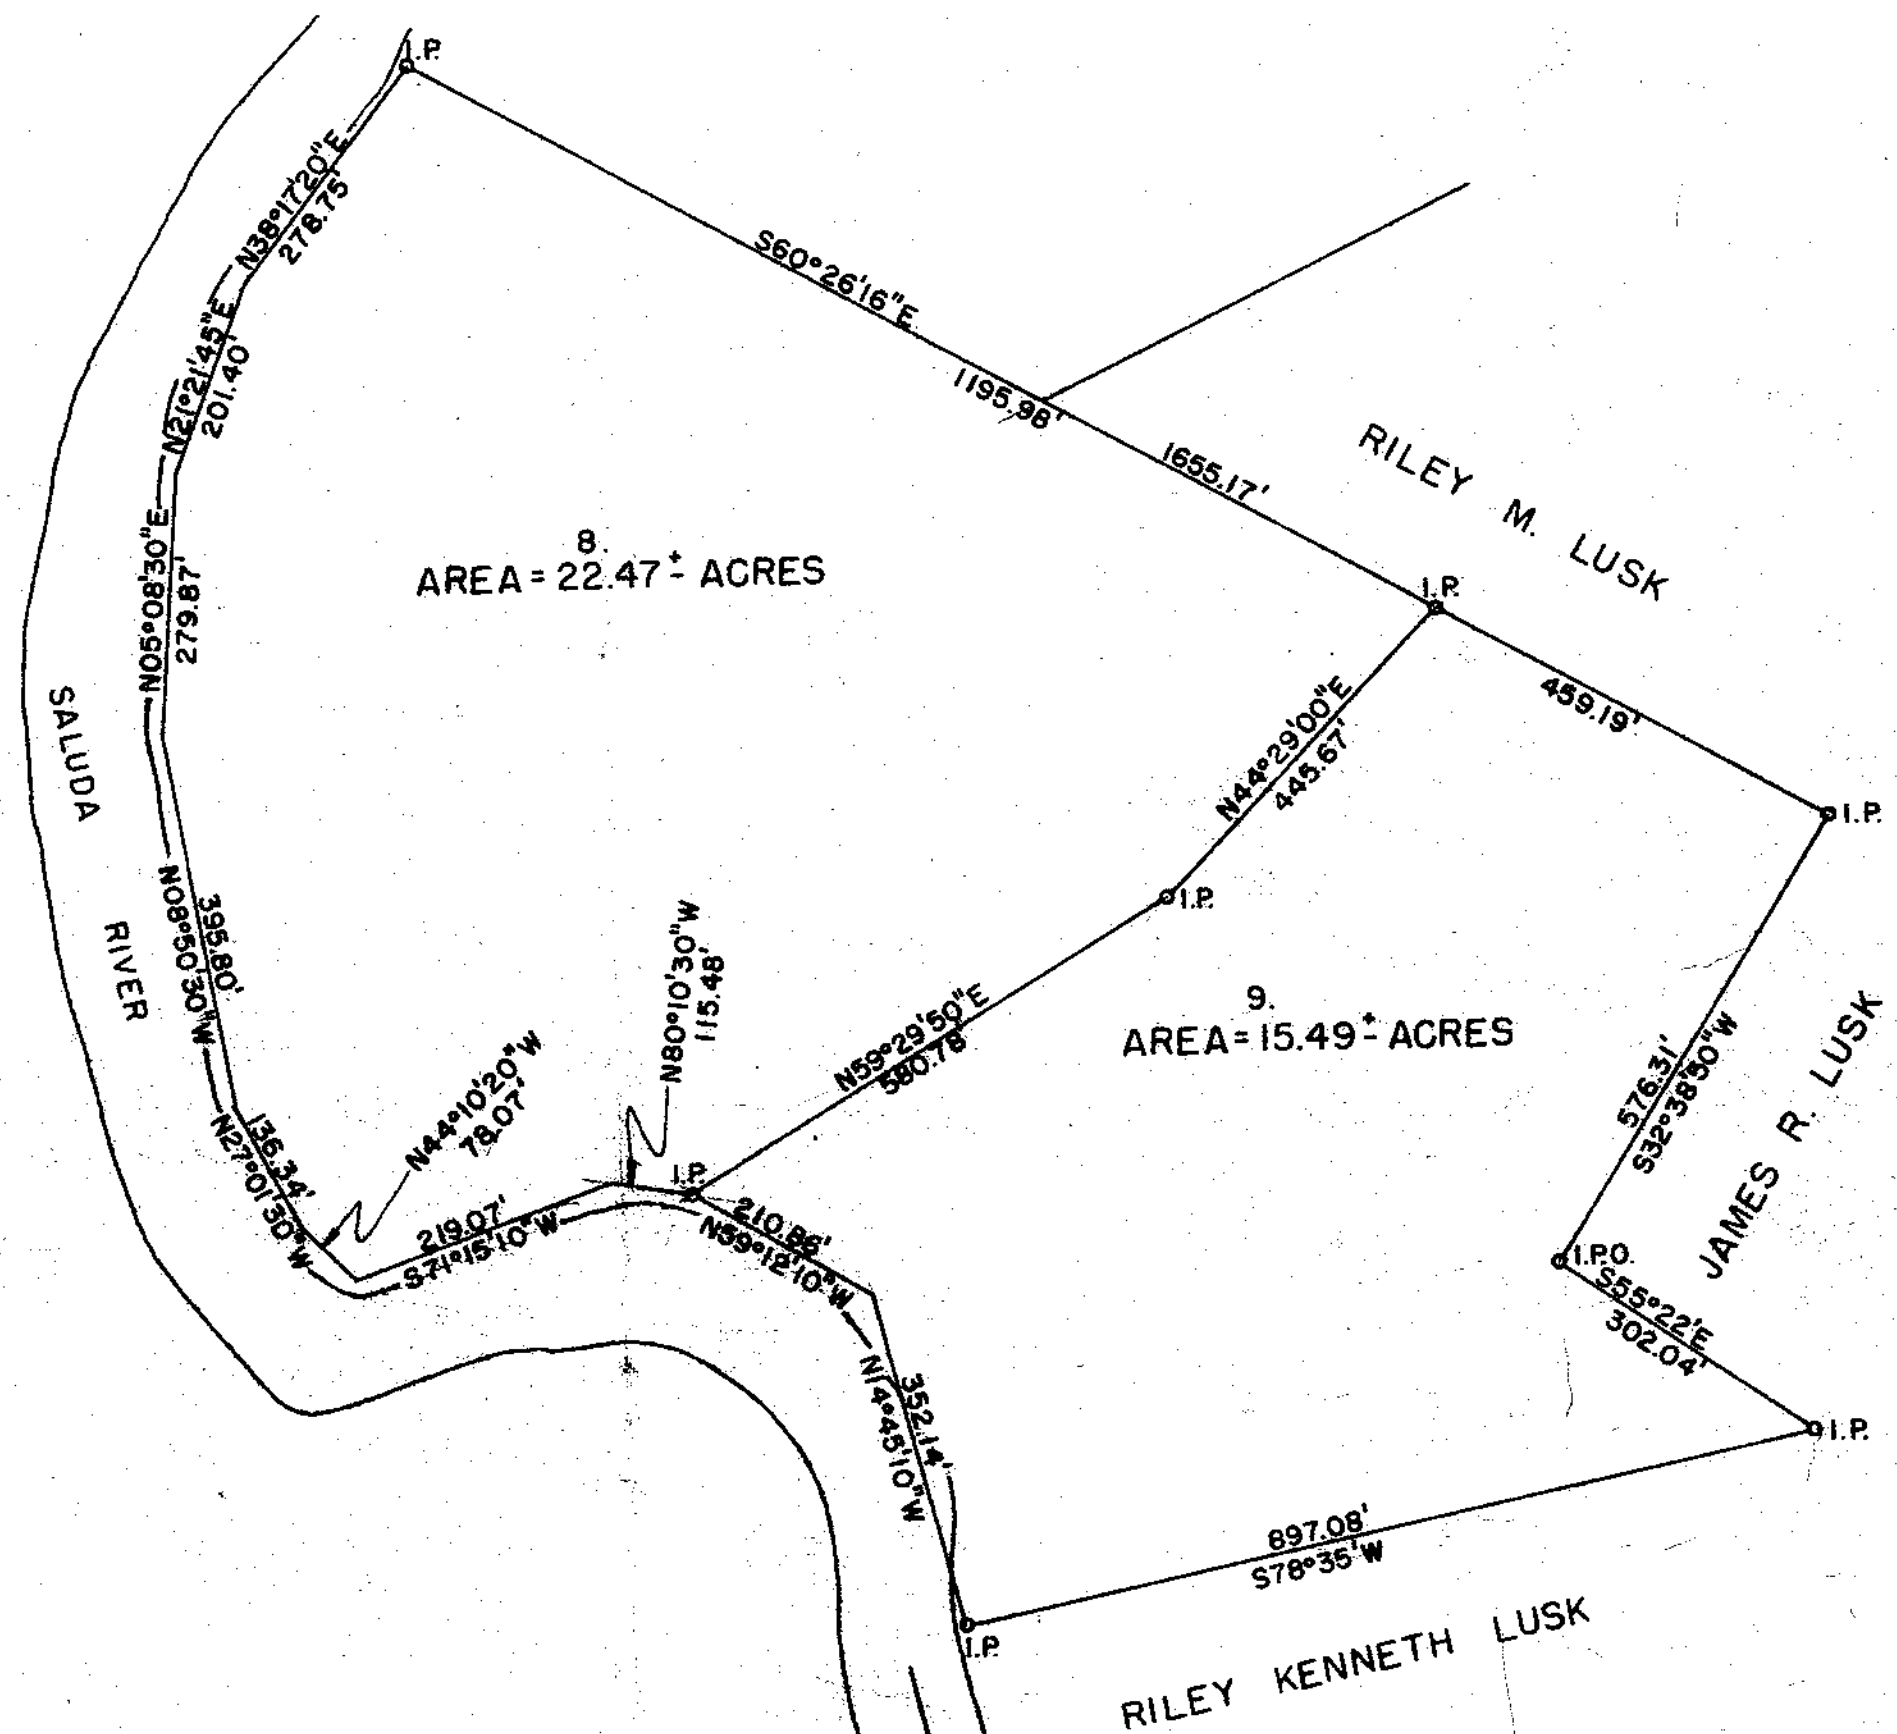 I.P.
N38°17'20"E
278.75'
S60°26'16"E
1195.98'
N21°21'45"E
201.40'
1655.17'
RILEY M. LUSK
N05°08'30"E
279.87'
8.
AREA = 22.47 ± ACRES
I.P.
459.19'
N44°29'00"E
445.67'
I.P.
I.P.
SALUDA RIVER
N08°50'30"W
395.80'
N80°10'30"W
115.48'
N59°29'50"E
580.78'
9.
AREA = 15.49 ± ACRES
576.31'
S32°38'50"W
JAMES R. LUSK
136.34'
N27°01'30"W
N44°10'20"W
78.07'
219.07'
S71°15'10"W
I.P.
210.86'
N59°12'10"W
I.P.O.
S55°22'E
302.04'
352.14'
N14°45'10"W
I.P.
897.08'
S78°35'W
I.P.
RILEY KENNETH LUSK